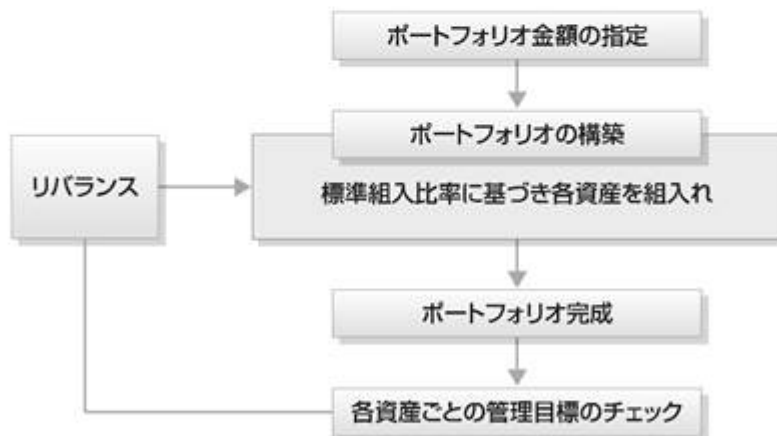 ポートフォリオ金額の指定
ポートフォリオの構築
リバランス
標準組入比率に基づき各資産を組入れ
ポートフォリオ完成
各資産ごとの管理目標のチェック